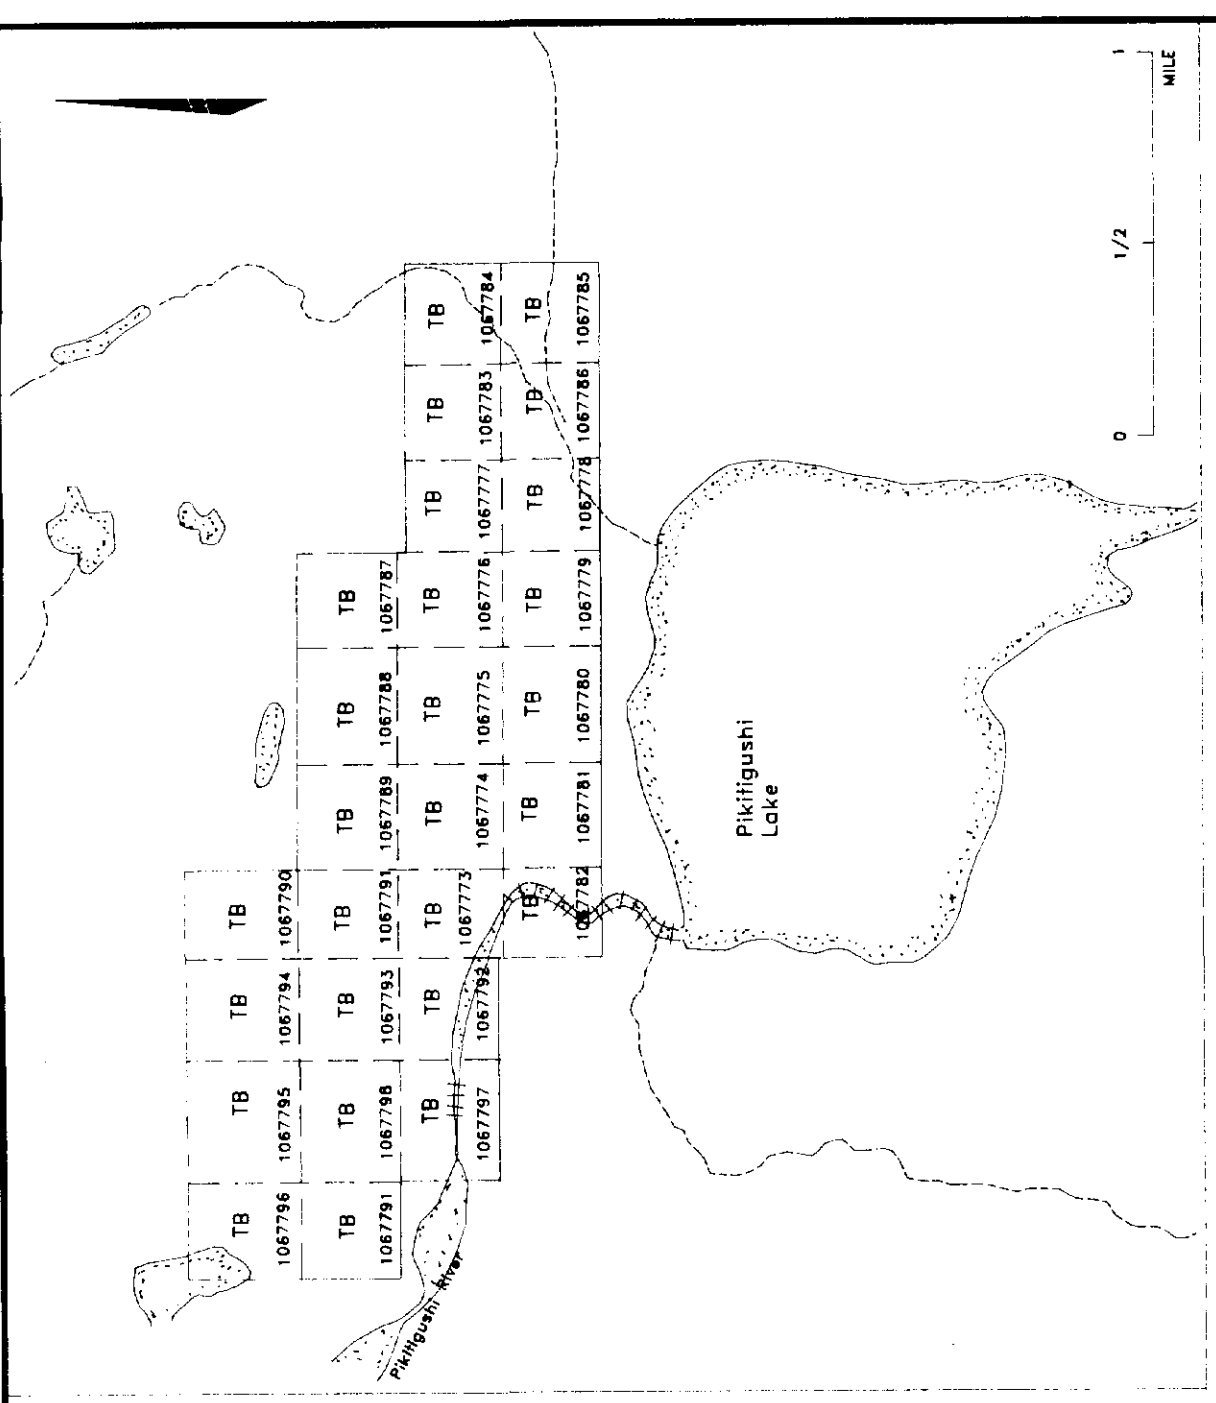 TB
1067796
TB
1067795
TB
1067794
TB
1067790
TB
1067791
TB
1067798
TB
1067793
TB
1067791
TB
1067789
TB
1067788
TB
1067787
Pikitigushi River
TB
1067797
TB
1067792
TB
1067773
TB
1067774
TB
1067775
TB
1067776
TB
1067777
TB
1067783
TB
1067784
TB
1067782
TB
1067781
TB
1067780
TB
1067779
TB
1067778
TB
1067786
TB
1067785
Pikitigushi
Lake
0 1/2 1
MILE